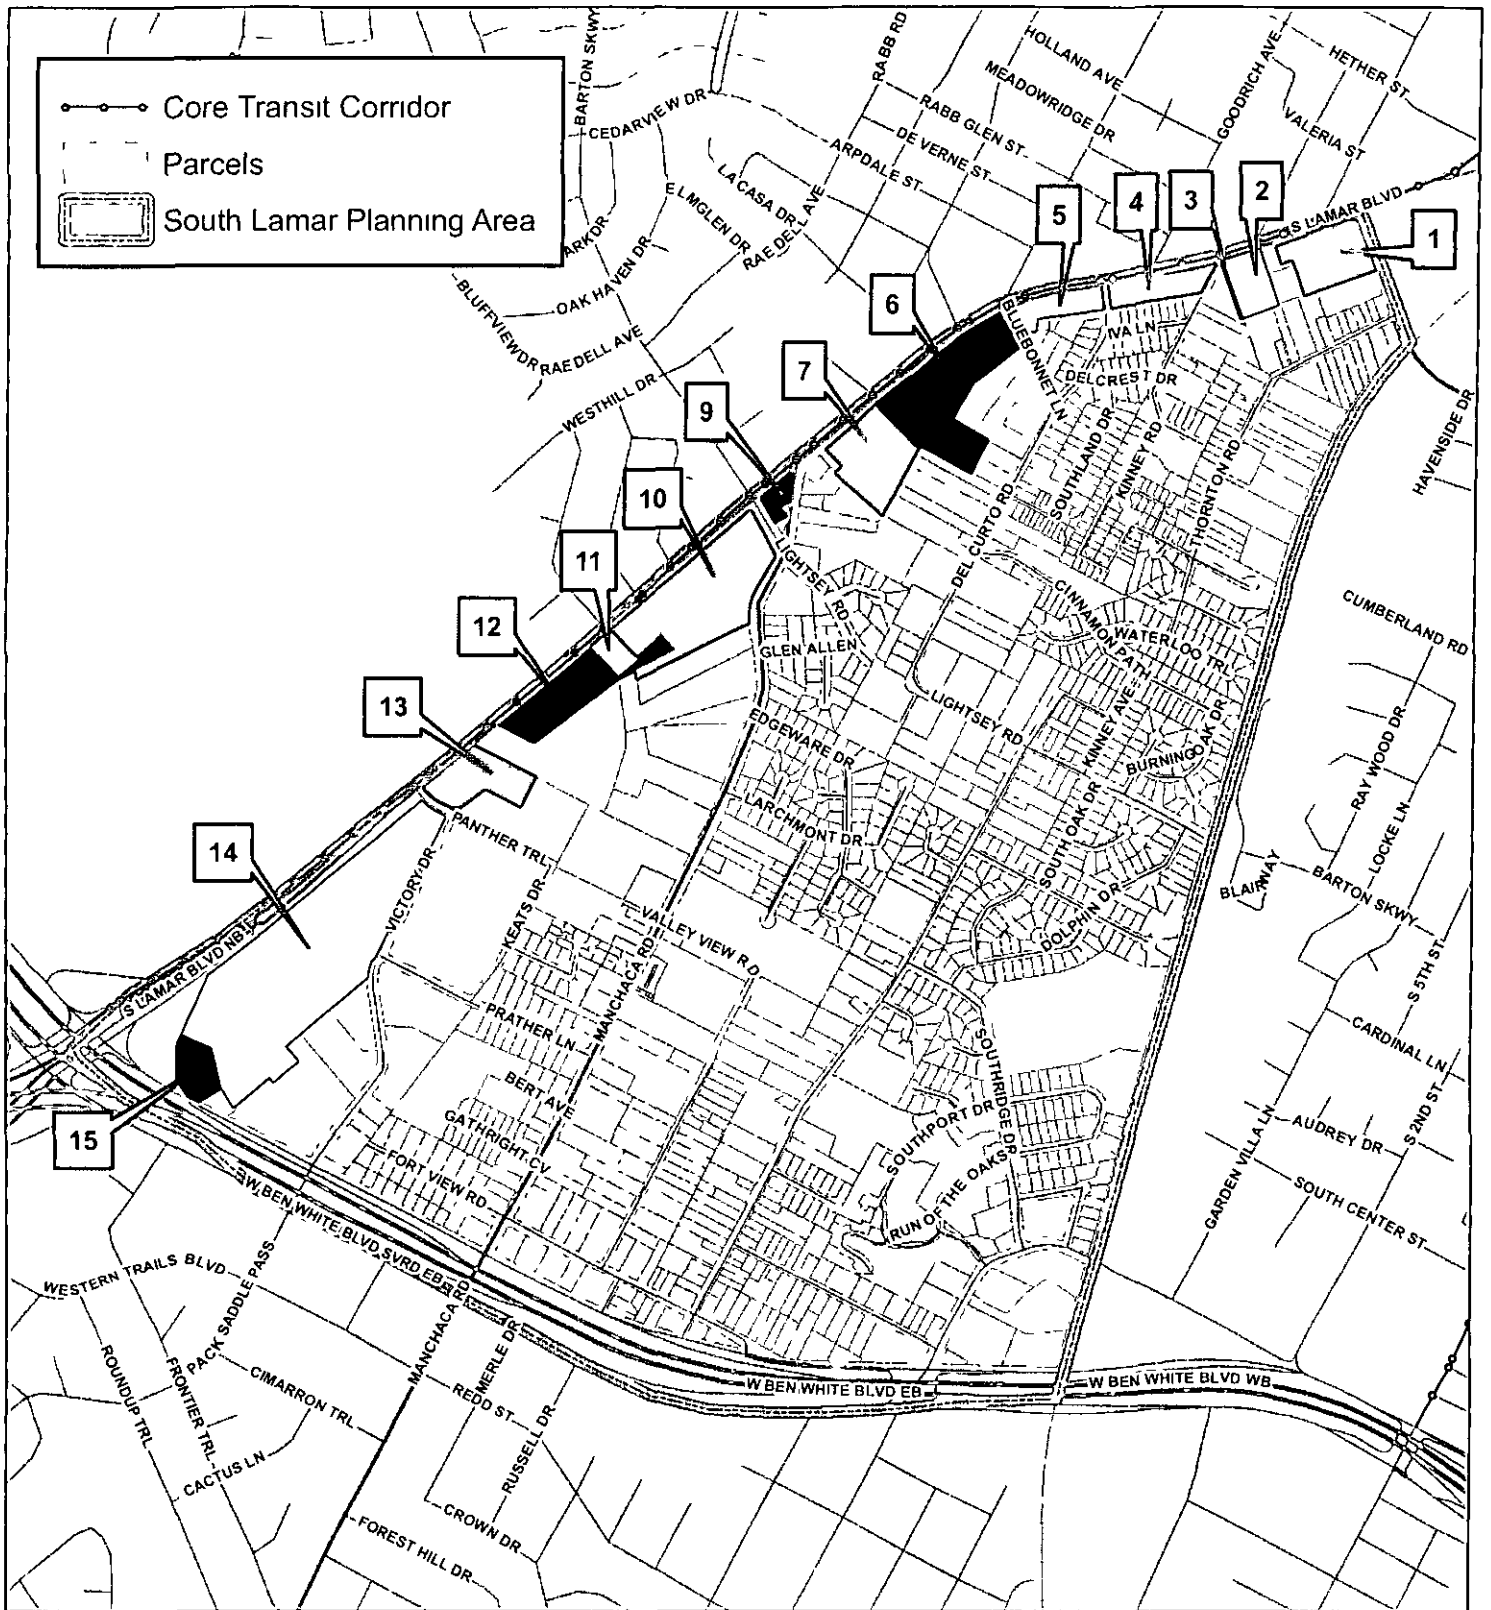 Core Transit Corridor
Parcels
South Lamar Planning Area
BARTON SKWY
CEDARVIEW DR
RABB RD
HOLLAND AVE
MEADOWRIDGE DR
GOODRICH AVE
HETHER ST
VALERIA ST
RABB GLEN ST
DE VERNE ST
ARPDALE ST
LA CASA DR
ELMGLEN DR
RAE DELL AVE
OAK HAVEN DR
BLUFFVIEW DR
RAE DELL AVE
WESTHILL DR
S LAMAR BLVD
1
2
3
4
5
6
7
9
10
11
12
13
14
15
BLUEBONNET LN
IVA LN
DELCREST DR
SOUTHLAND DR
KINNEY RD
THORNTON RD
HAVENSIDE DR
DEL CURTO RD
LIGHTSEY RD
GLEN ALLEN
CINNAMON PATH
WATERLOO TRL
CUMBERLAND RD
LIGHTSEY RD
KINNEY AVE
BURNING OAK DR
EDGEWARE DR
RAY WOOD DR
LOCKE LN
LARCHMONT DR
SOUTH OAK DR
PANTHER TRL
BLAIRWAY
BARTON SKWY
DOLPHIN DR
VICTORY DR
KEATS DR
VALLEY VIEW RD
MANCHACA RD
S LAMAR BLVD NB
S 5TH ST
PRATHER LN
CARDINAL LN
BERT AVE
SOUTHRIDGE DR
SOUTHPORT DR
GATHRIGHT CV
FORT VIEW RD
AUDREY DR
S 2ND ST
GARDEN VILLA LN
SOUTH CENTER ST
RUN OF THE OAKS
W BEN WHITE BLVD SVRD EB
WESTERN TRAILS BLVD
PACK SADDLE PASS
MANCHACA RD
MERLE DR
ROUNDUP TRL
FRONTIER TRL
CIMARRON TRL
REDD ST
W BEN WHITE BLVD EB
W BEN WHITE BLVD WB
CACTUS LN
RUSSELL DR
CROWN DR
FOREST HILL DR